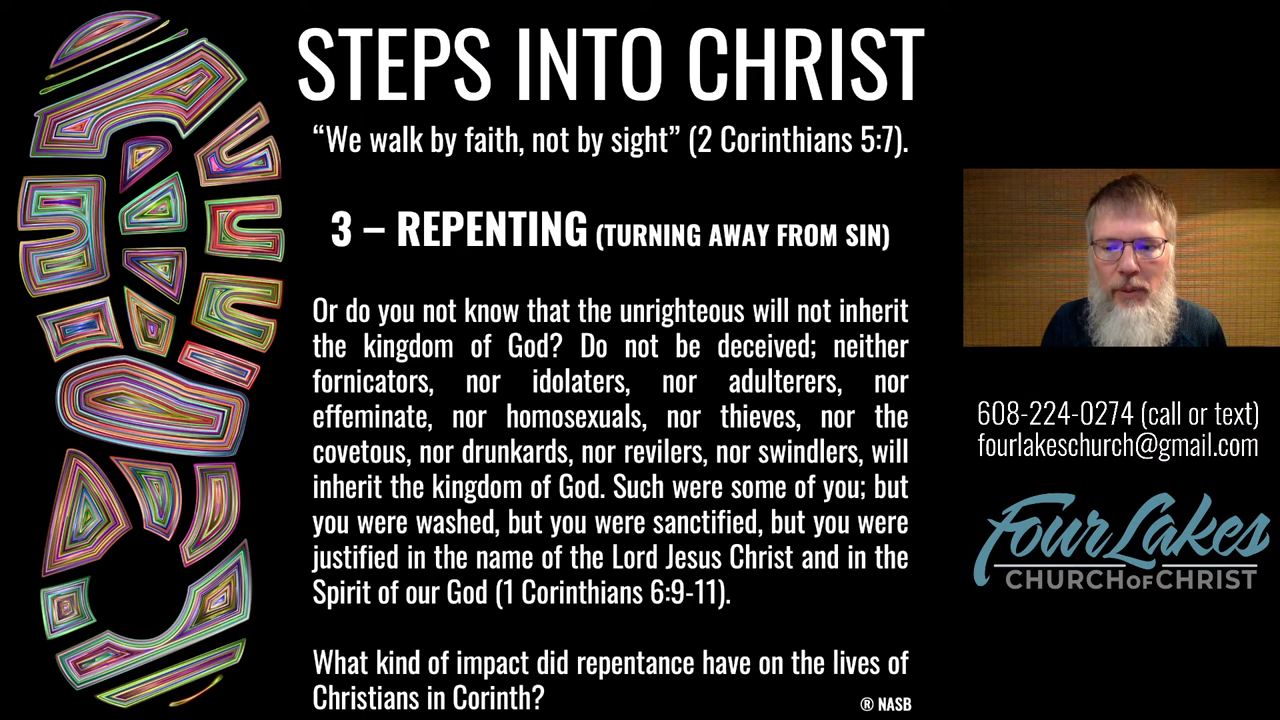 STEPS INTO CHRIST
“We walk by faith, not by sight” (2 Corinthians 5:7).
3 – REPENTING (TURNING AWAY FROM SIN)
Or do you not know that the unrighteous will not inherit
the kingdom of God? Do not be deceived; neither
fornicators, nor idolaters, nor adulterers, nor
effeminate, nor homosexuals, nor thieves, nor the
covetous, nor drunkards, nor revilers, nor swindlers, will
inherit the kingdom of God. Such were some of you; but
you were washed, but you were sanctified, but you were
justified in the name of the Lord Jesus Christ and in the
Spirit of our God (1 Corinthians 6:9-11).
What kind of impact did repentance have on the lives of
Christians in Corinth?
® NASB
608-224-0274 (call or text)
fourlakeschurch@gmail.com
Four Lakes
CHURCH OF CHRIST